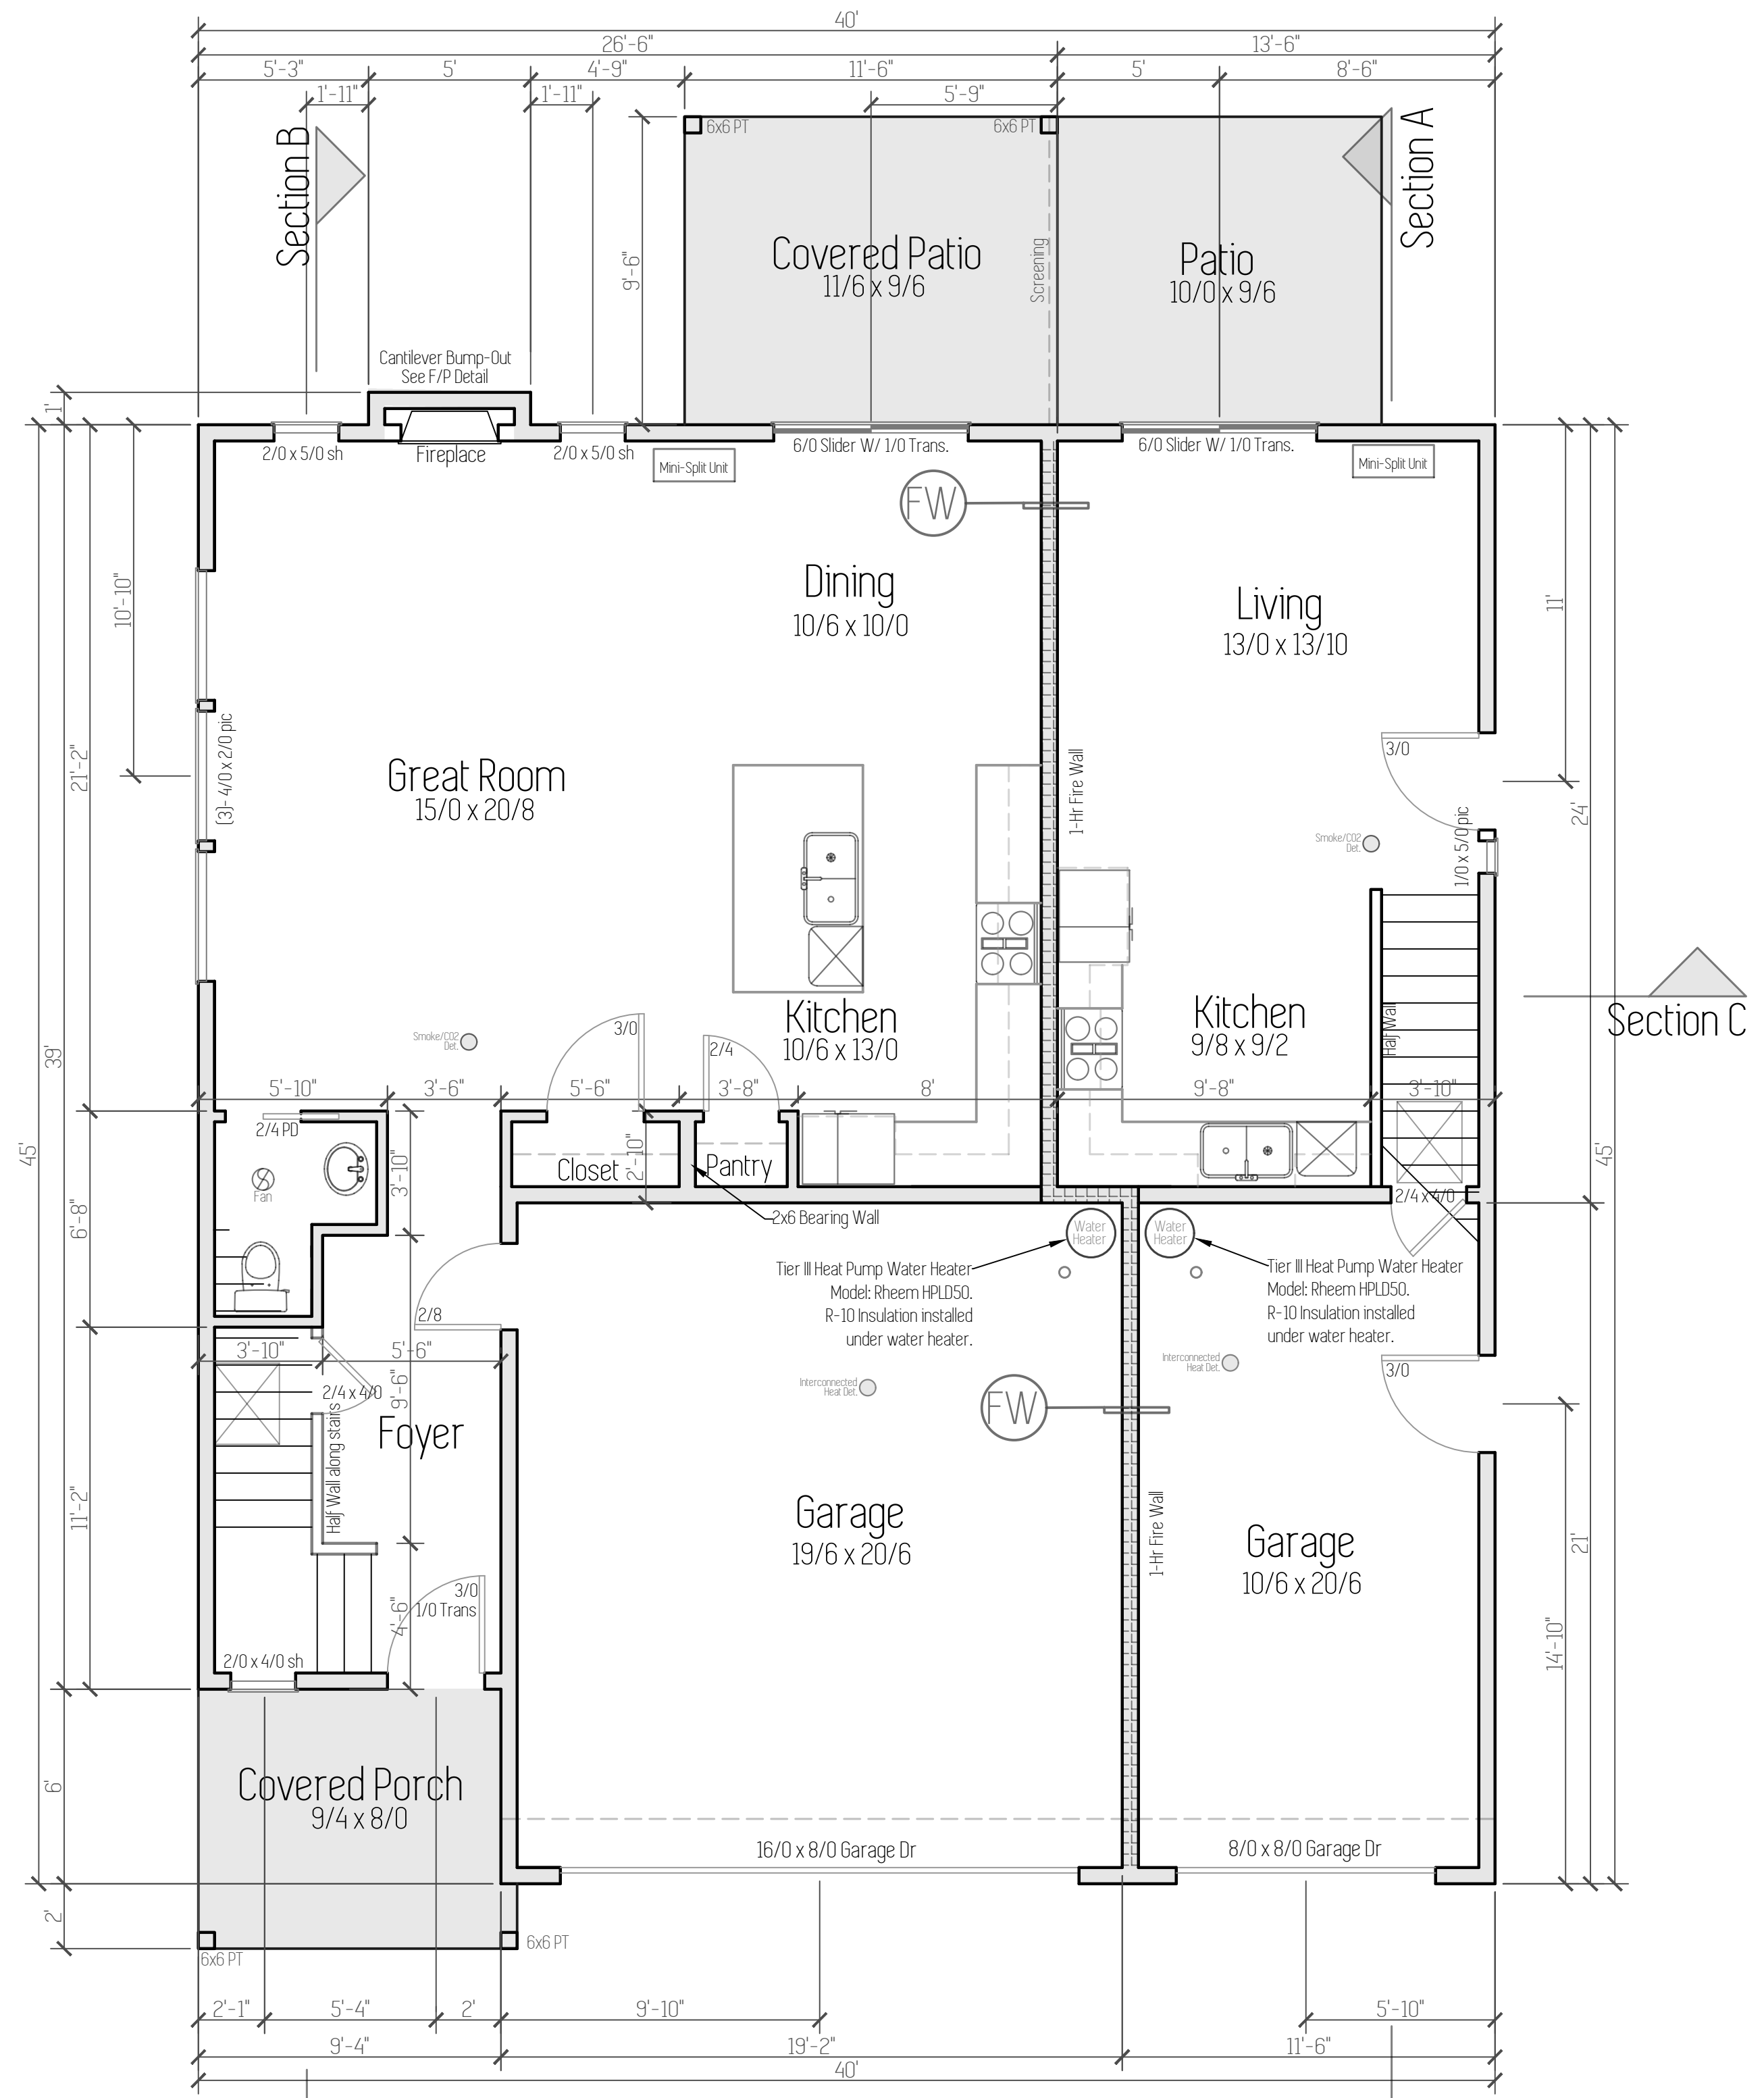 40'
26'-6"
13'-6"
5'-3"
5'
4'-9"
11'-6"
5'
8'-6"
1'-11"
1'-11"
5'-9"
Section B
Section A
6x6 PT
6x6 PT
9'-6"
Covered Patio
11/6 x 9/6
Screening
Patio
10/0 x 9/6
Cantilever Bump-Out
See F/P Detail
1'
2/0 x 5/0 sh
Fireplace
2/0 x 5/0 sh
6/0 Slider W/ 1/0 Trans.
6/0 Slider W/ 1/0 Trans.
Mini-Split Unit
Mini-Split Unit
FW
Dining
10/6 x 10/0
Living
13/0 x 13/10
10'-10"
11'
21'-2"
(3)- 4/0 x 2/0 pic
Great Room
15/0 x 20/8
1-Hr Fire Wall
3/0
24'
1/0 x 5/0 pic
Smoke/CO2
Det.
Section C
Kitchen
10/6 x 13/0
Kitchen
9/8 x 9/2
Half Wall
Smoke/CO2
Det.
3/0
2/4
39'
45'
45'
5'-10"
3'-6"
5'-6"
3'-8"
8'
9'-8"
3'-10"
2/4 PD
Fan
3'-10"
Closet
2'-10"
Pantry
2x6 Bearing Wall
2/4 x 4/0
6'-8"
Water
Heater
Water
Heater
Tier III Heat Pump Water Heater
Model: Rheem HPLD50.
R-10 Insulation installed
under water heater.
Tier III Heat Pump Water Heater
Model: Rheem HPLD50.
R-10 Insulation installed
under water heater.
2/8
3'-10"
5'-6"
2/4 x 4/0
9'-6"
Foyer
Half Wall along stairs
Interconnected
Heat Det.
Interconnected
Heat Det.
3/0
FW
11'-2"
Garage
19/6 x 20/6
1-Hr Fire Wall
Garage
10/6 x 20/6
21'
14'-10"
3/0
1/0 Trans
4'-6"
2/0 x 4/0 sh
Covered Porch
9/4 x 8/0
6'
16/0 x 8/0 Garage Dr
8/0 x 8/0 Garage Dr
2'
6x6 PT
6x6 PT
2'-1"
5'-4"
2'
9'-10"
5'-10"
9'-4"
19'-2"
11'-6"
40'